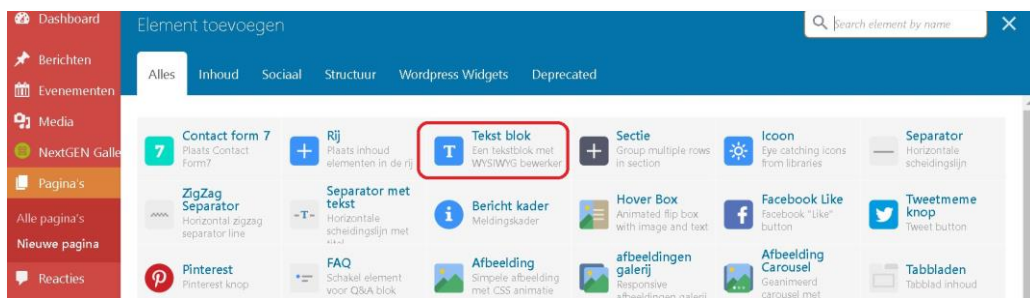 Dashboard
Berichten
Evenementen
Media
NextGEN Galle
Pagina's
Alle pagina's
Nieuwe pagina
Reacties
Element toevoegen
Search element by name
Alles Inhoud Sociaal Structuur Wordpress Widgets Deprecated
7
Contact form 7
Plaats Contact
Form7
Rij
Plaats inhoud
elementen in de rij
T
Tekst blok
Een tekstblok met
WYSIWYG bewerker
Sectie
Group multiple rows
in section
Icoon
Eye catching icons
from libraries
Separator
Horizontale
scheidingslijn
ZigZag
Separator
Horizontal zigzag
separator line
-T-
Separator met
tekst
Horizontale
scheidingslijn met
titel
i
Bericht kader
Meldingskader
Hover Box
Animated flip box
with image and text
f
Facebook Like
Facebook "Like"
button
Tweetmeme
knop
Tweet button
Pinterest
Pinterest knop
FAQ
Schakel element
voor Q&A blok
Afbeelding
Simpele afbeelding
met CSS animatie
afbeeldingen
galerij
Responsive
afbeeldingen galerij
Afbeelding
Carousel
Geanimeerd
carousel met
Tabbladen
Tabblad inhoud